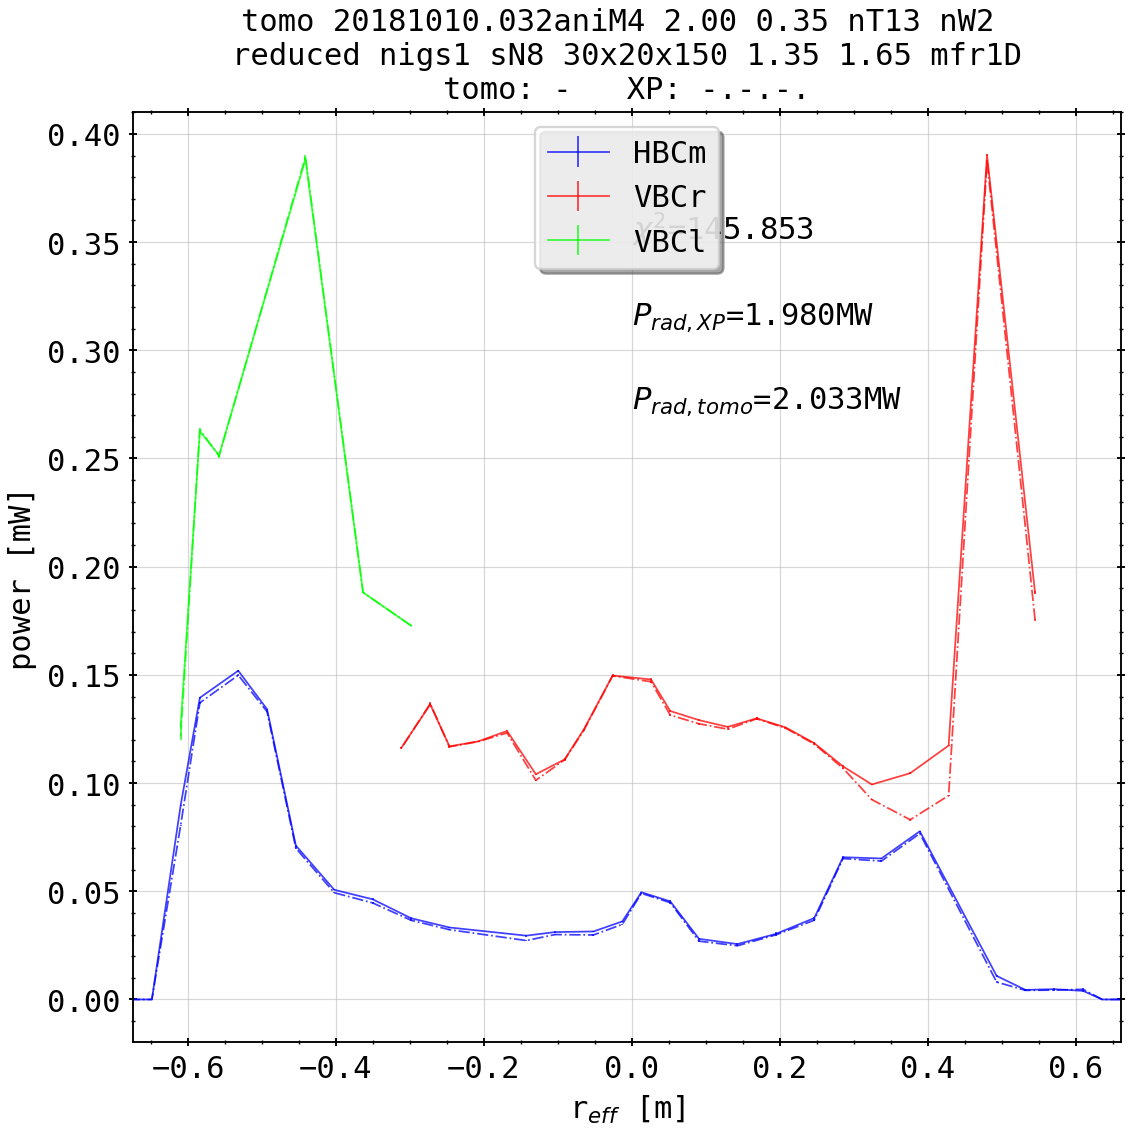 tomo 20181010.032aniM4 2.00 0.35 nT13 nW2
reduced nigs1 sN8 30x20x150 1.35 1.65 mfr1D
tomo: -   XP: -.-.-.
HBCm
VBCr
VBCl
χ²=145.853
P_rad,XP=1.980MW
P_rad,tomo=2.033MW
power [mW]
0.40
0.35
0.30
0.25
0.20
0.15
0.10
0.05
0.00
−0.6 −0.4 −0.2 0.0 0.2 0.4 0.6
r_eff [m]